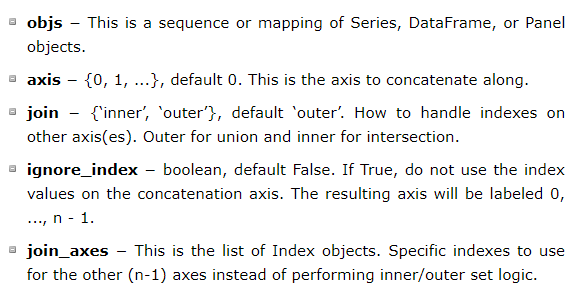 objs – This is a sequence or mapping of Series, DataFrame, or Panel
objects.
axis – {0, 1, ...}, default 0. This is the axis to concatenate along.
join – {‘inner’, ‘outer’}, default ‘outer’. How to handle indexes on
other axis(es). Outer for union and inner for intersection.
ignore_index – boolean, default False. If True, do not use the index
values on the concatenation axis. The resulting axis will be labeled 0,
..., n - 1.
join_axes – This is the list of Index objects. Specific indexes to use
for the other (n-1) axes instead of performing inner/outer set logic.